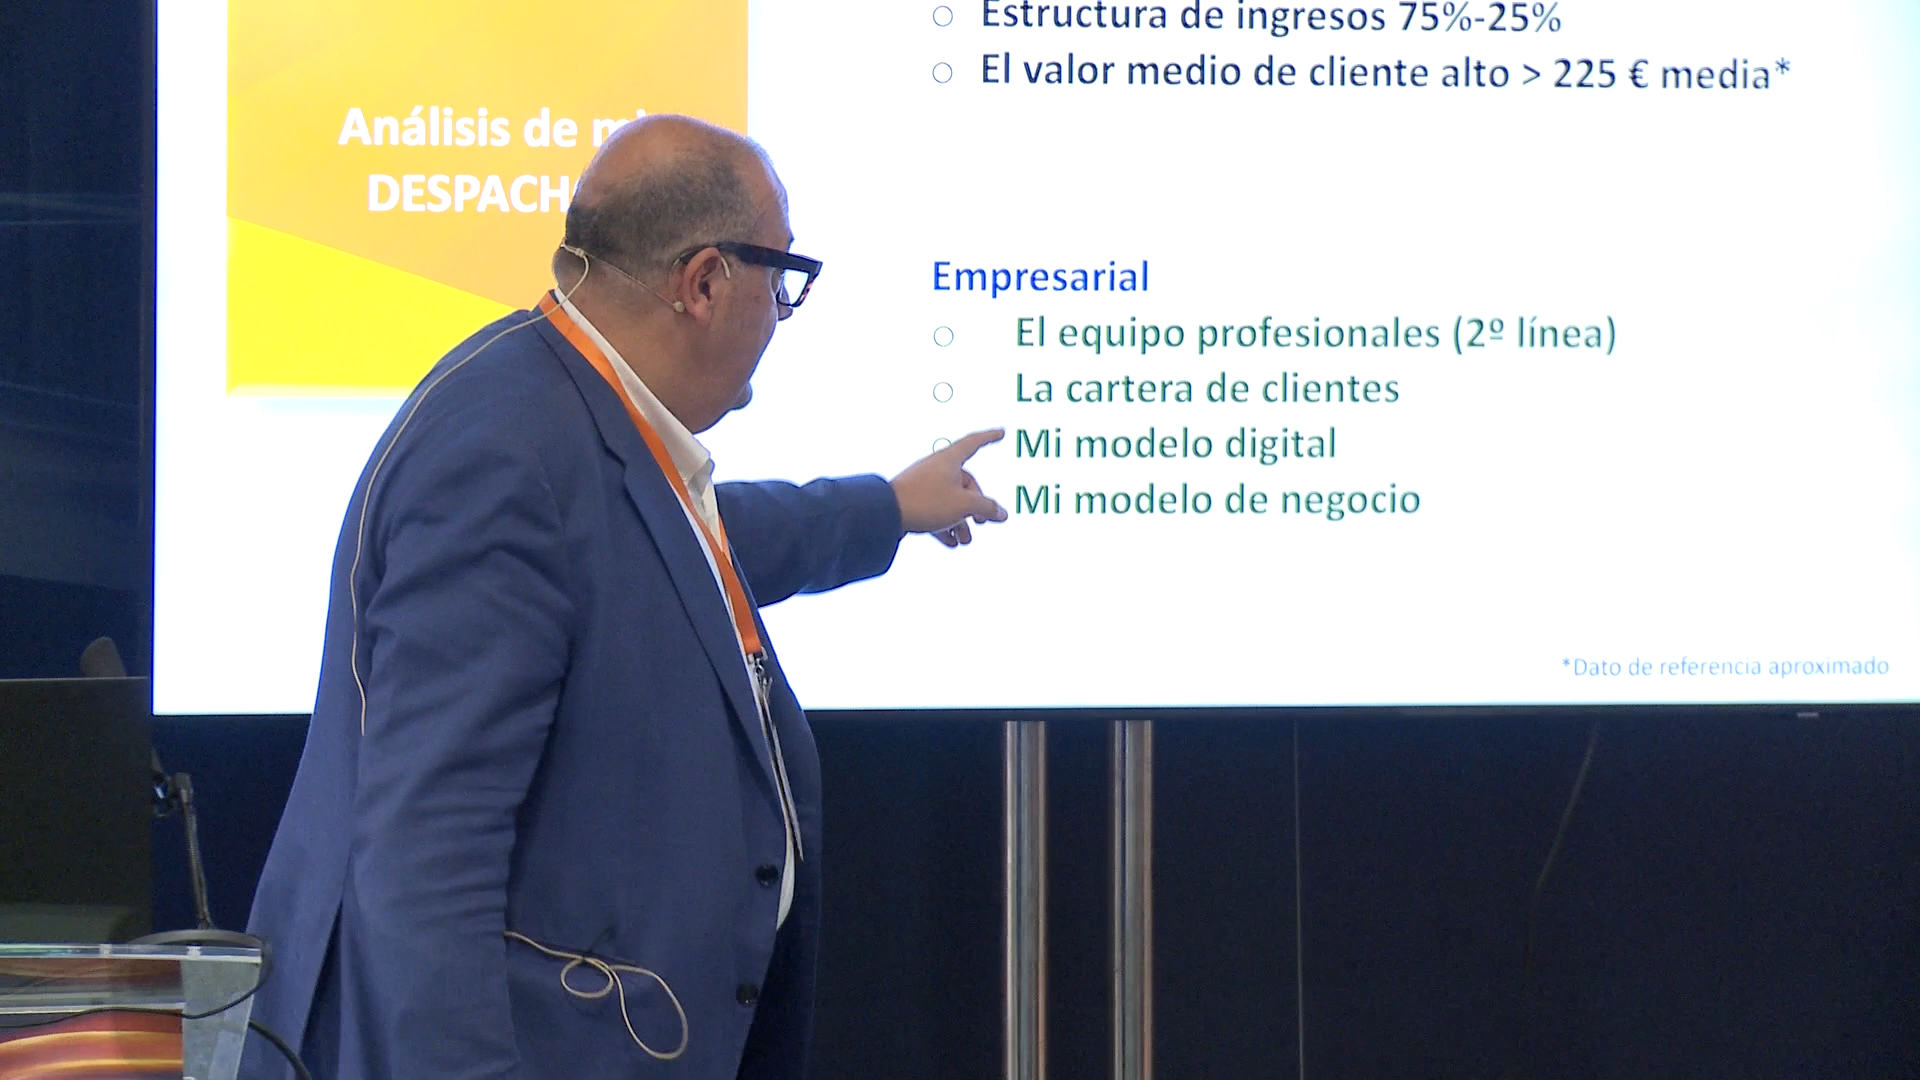 Estructura de ingresos 75%-25%
El valor medio de cliente alto > 225 € media*
Análisis de
DESPACHO
Empresarial
El equipo profesionales (2º línea)
La cartera de clientes
Mi modelo digital
Mi modelo de negocio
*Dato de referencia aproximado